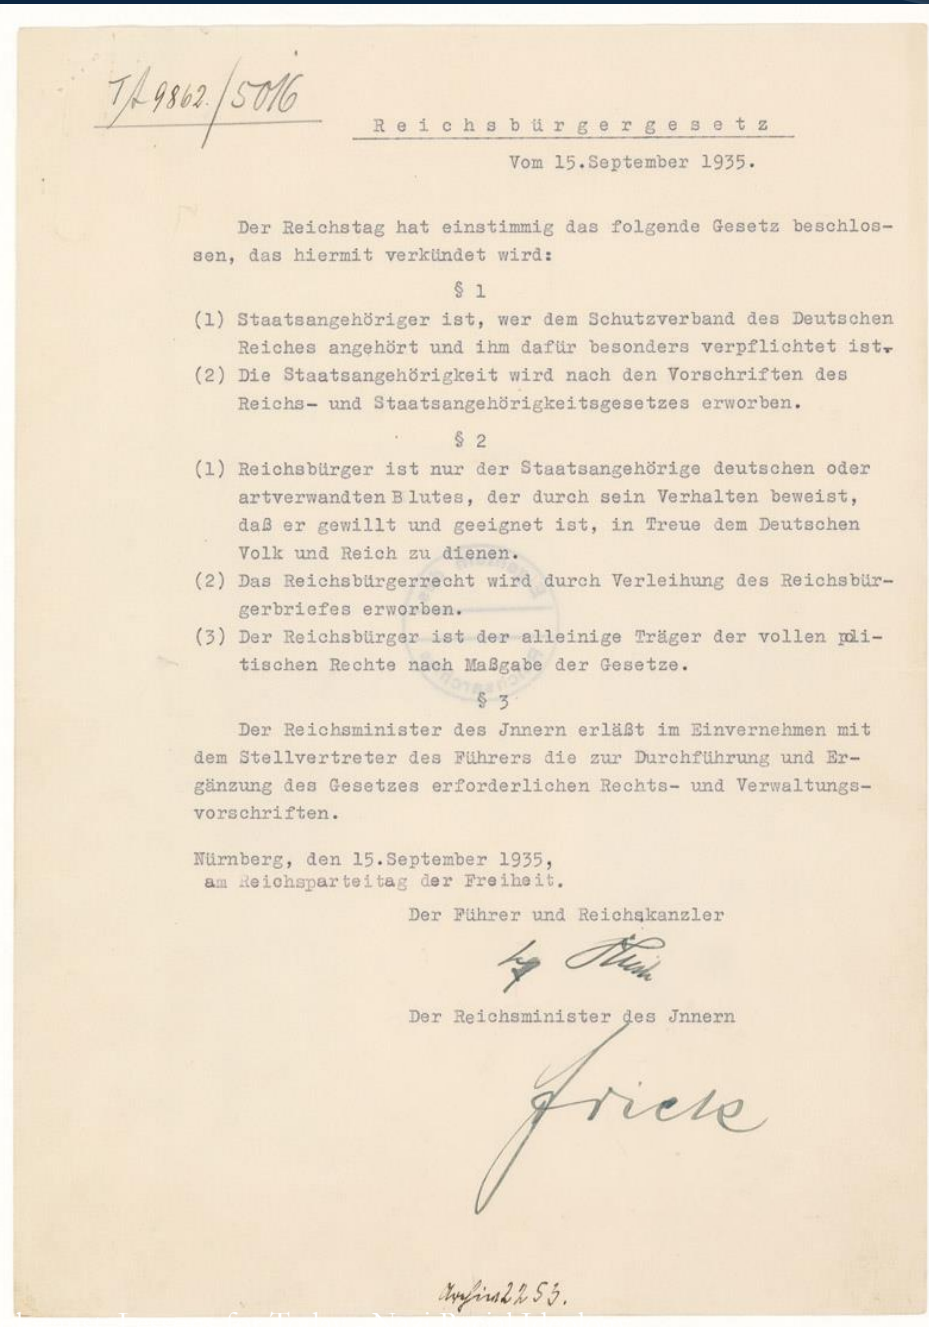 I A 9862./5016
Reichsbürgergesetz
Vom 15.September 1935.
Der Reichstag hat einstimmig das folgende Gesetz beschlos-
sen, das hiermit verkündet wird:
§ 1
(1) Staatsangehöriger ist, wer dem Schutzverband des Deutschen
Reiches angehört und ihm dafür besonders verpflichtet ist.
(2) Die Staatsangehörigkeit wird nach den Vorschriften des
Reichs- und Staatsangehörigkeitsgesetzes erworben.
§ 2
(1) Reichsbürger ist nur der Staatsangehörige deutschen oder
artverwandten Blutes, der durch sein Verhalten beweist,
daß er gewillt und geeignet ist, in Treue dem Deutschen
Volk und Reich zu dienen.
(2) Das Reichsbürgerrecht wird durch Verleihung des Reichsbür-
gerbriefes erworben.
(3) Der Reichsbürger ist der alleinige Träger der vollen poli-
tischen Rechte nach Maßgabe der Gesetze.
§ 3
Der Reichsminister des Jnnern erläßt im Einvernehmen mit
dem Stellvertreter des Führers die zur Durchführung und Er-
gänzung des Gesetzes erforderlichen Rechts- und Verwaltungs-
vorschriften.
Nürnberg, den 15.September 1935,
am Reichsparteitag der Freiheit.
Der Führer und Reichskanzler
Der Reichsminister des Jnnern
Frick
Archiv 2253.